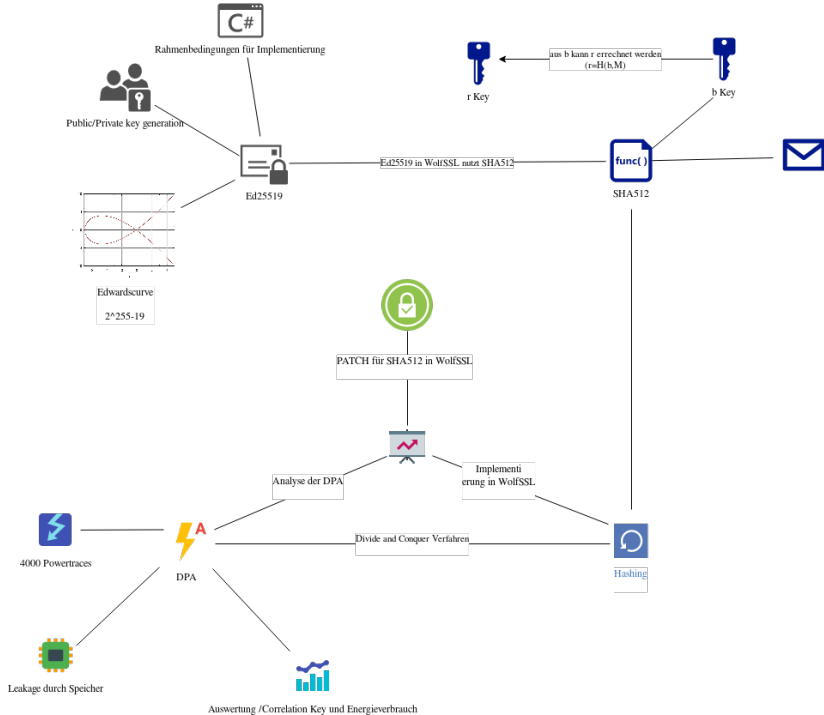 C#
Rahmenbedingungen für Implementierung
aus b kann r errechnet werden
(r=H(b,M)
r Key
b Key
Public/Private key generation
Ed25519 in WolfSSL nutzt SHA512
func( )
Ed25519
SHA512
Edwardscurve
2^255-19
PATCH für SHA512 in WolfSSL
Analyse der DPA
Implementi
erung in WolfSSL
A
Divide and Conquer Verfahren
4000 Powertraces
DPA
Hashing
Leakage durch Speicher
Auswertung /Correlation Key und Energieverbrauch